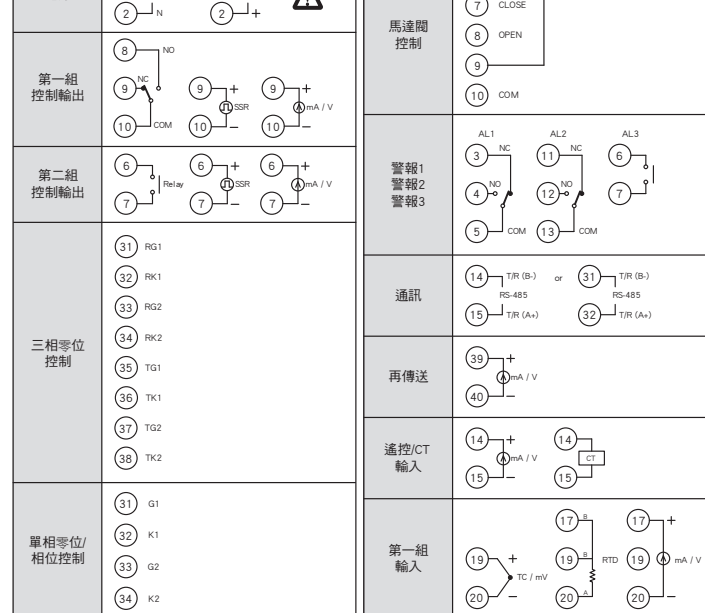 2 N 2 +
第一組
控制輸出
8 NO
9 NC 9 + 9 +
SSR mA / V
10 COM 10 − 10 −
第二組
控制輸出
6 6 + 6 +
Relay SSR mA / V
7 7 − 7 −
三相零位
控制
31 RG1
32 RK1
33 RG2
34 RK2
35 TG1
36 TK1
37 TG2
38 TK2
單相零位/
相位控制
31 G1
32 K1
33 G2
34 K2
馬達閥
控制
7 CLOSE
8 OPEN
9
10 COM
警報1
警報2
警報3
AL1 AL2 AL3
3 NC 11 NC 6
4 NO 12 NO 7
5 COM 13 COM
通訊
14 T/R (B-) or 31 T/R (B-)
RS-485 RS-485
15 T/R (A+) 32 T/R (A+)
再傳送
39 +
A mA / V
40 −
遙控/CT
輸入
14 + 14
A mA / V CT
15 − 15
第一組
輸入
17 B 17 +
19 + 19 B RTD 19 A mA / V
TC / mV
20 − 20 A 20 −